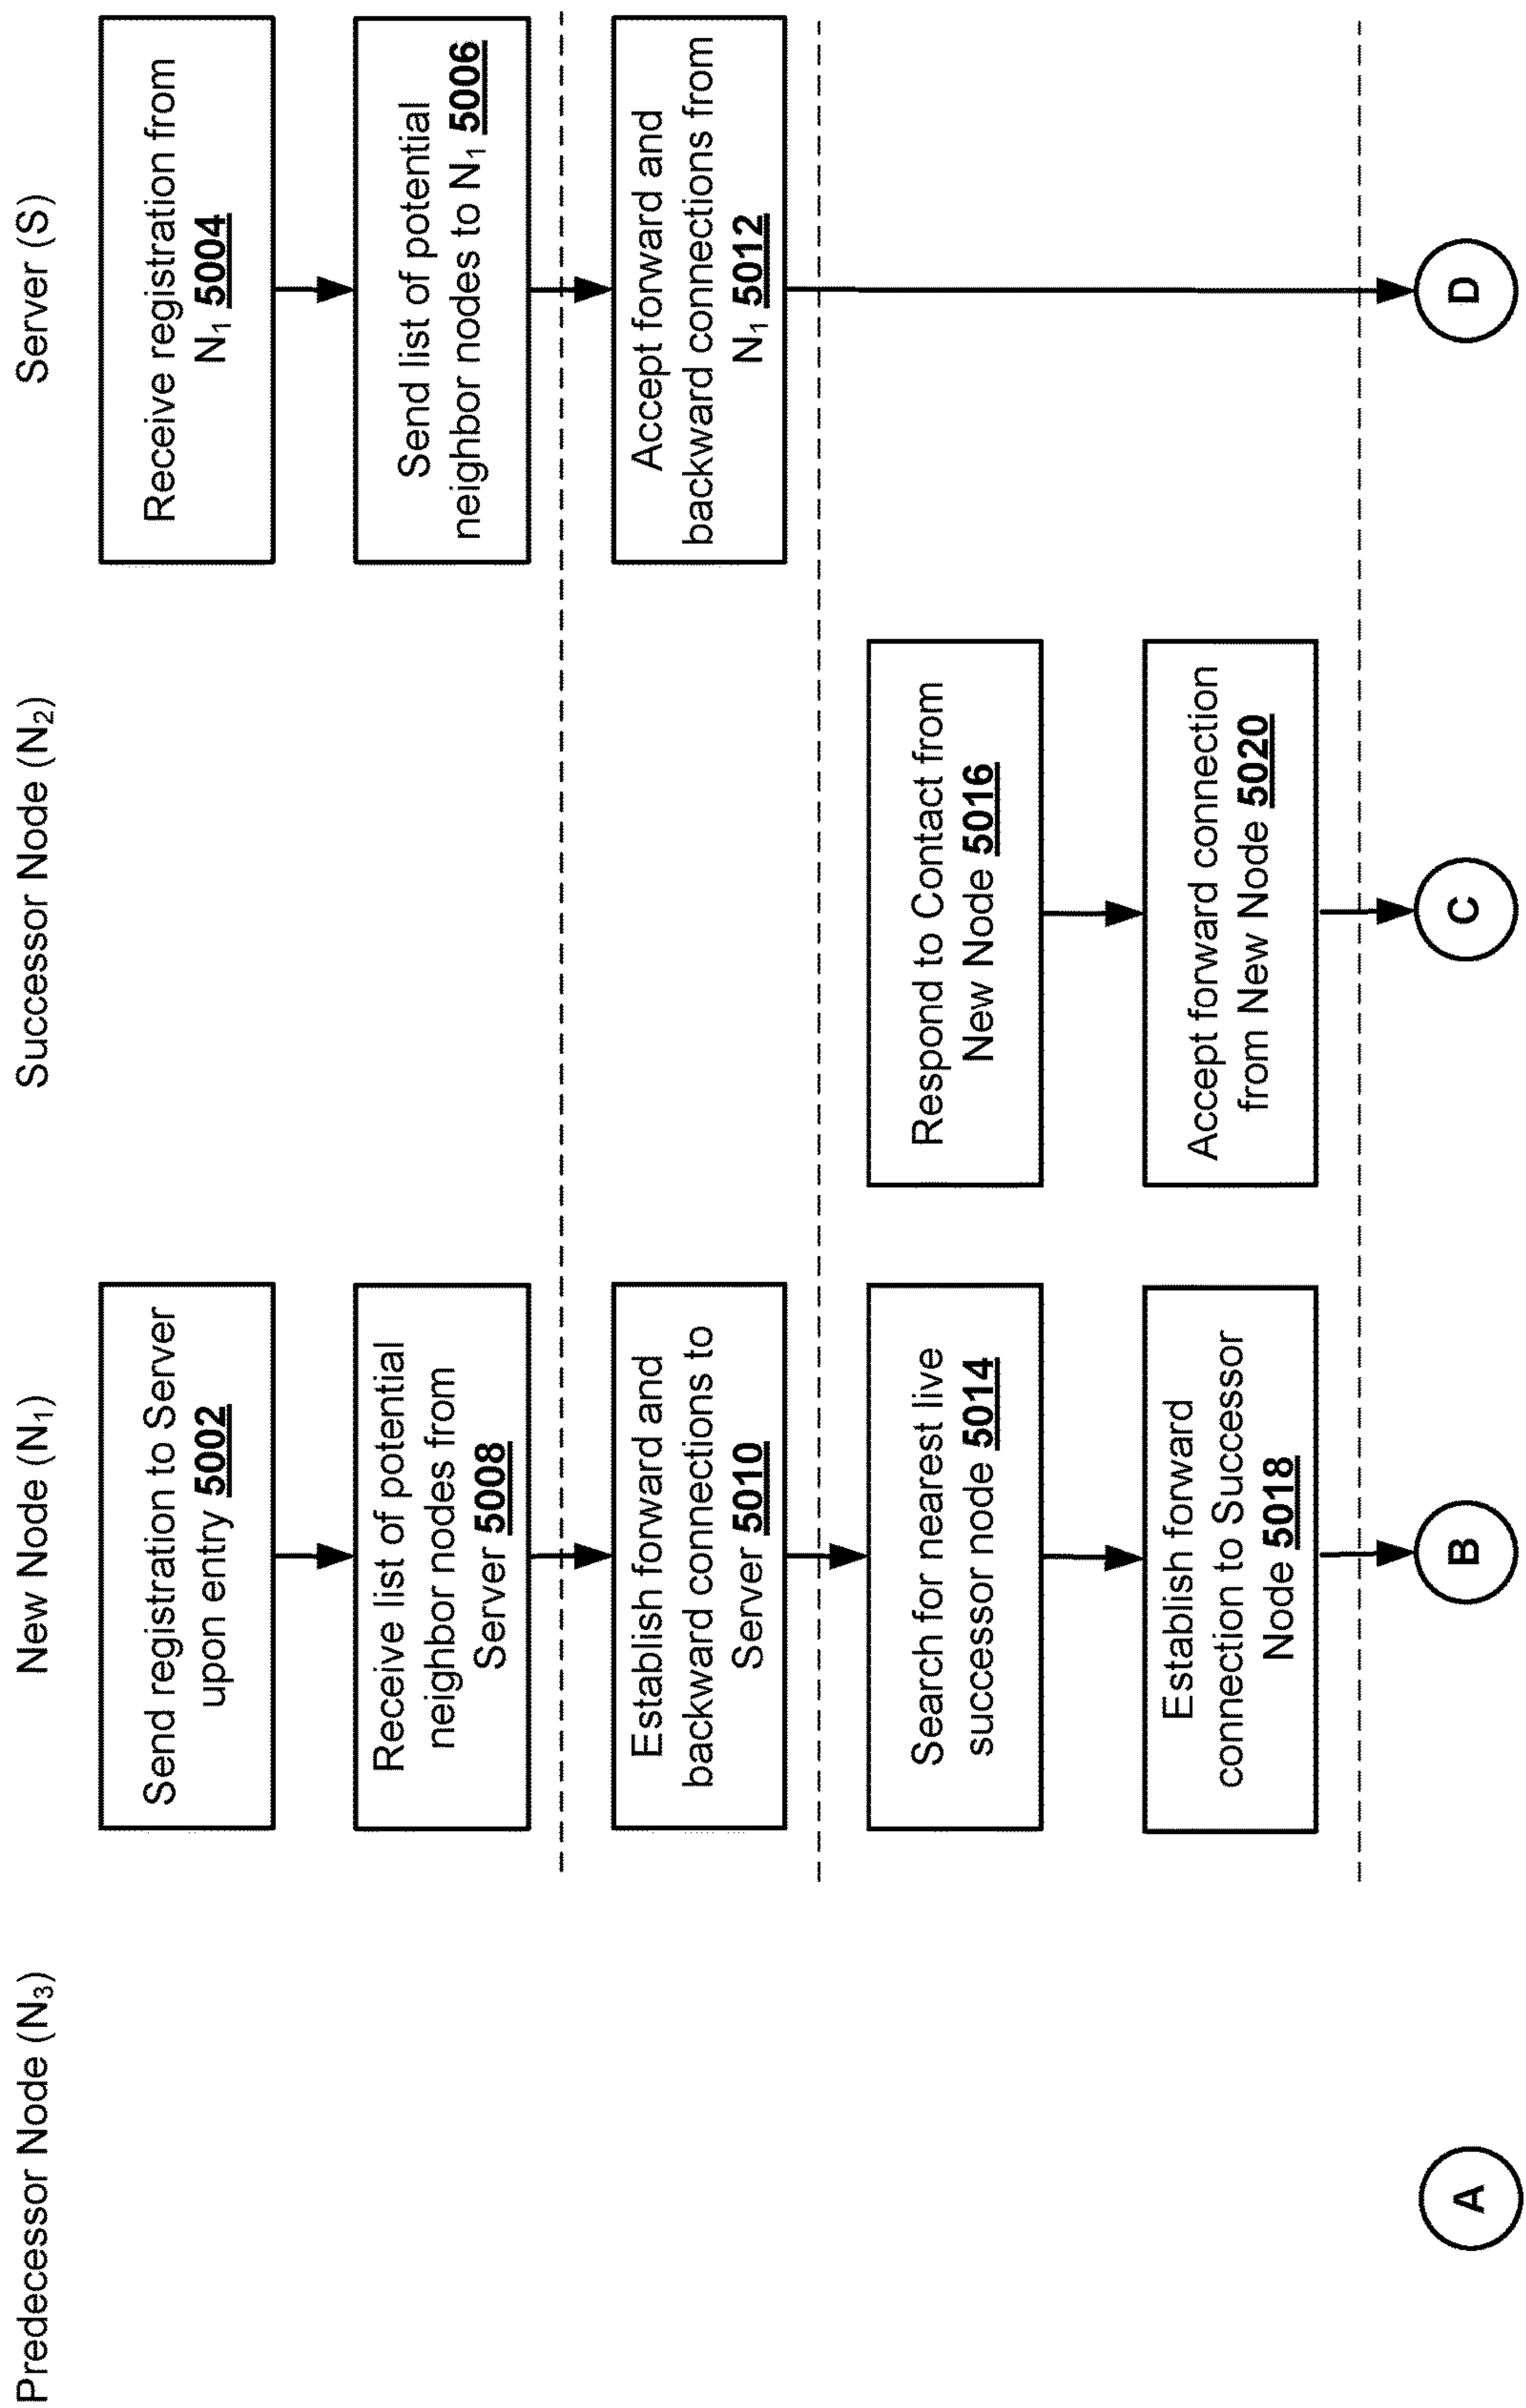 Predecessor Node (N₃)
New Node (N₁)
Successor Node (N₂)
Server (S)
Send registration to Server
upon entry 5002
Receive registration from
N₁ 5004
Receive list of potential
neighbor nodes from
Server 5008
Send list of potential
neighbor nodes to N₁ 5006
Establish forward and
backward connections to
Server 5010
Accept forward and
backward connections from
N₁ 5012
Search for nearest live
successor node 5014
Respond to Contact from
New Node 5016
Establish forward
connection to Successor
Node 5018
Accept forward connection
from New Node 5020
A
B
C
D